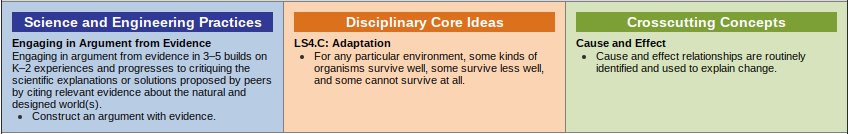 Science and Engineering Practices
Engaging in Argument from Evidence
Engaging in argument from evidence in 3–5 builds on
K–2 experiences and progresses to critiquing the
scientific explanations or solutions proposed by peers
by citing relevant evidence about the natural and
designed world(s).
• Construct an argument with evidence.
Disciplinary Core Ideas
LS4.C: Adaptation
• For any particular environment, some kinds of
organisms survive well, some survive less well,
and some cannot survive at all.
Crosscutting Concepts
Cause and Effect
• Cause and effect relationships are routinely
identified and used to explain change.